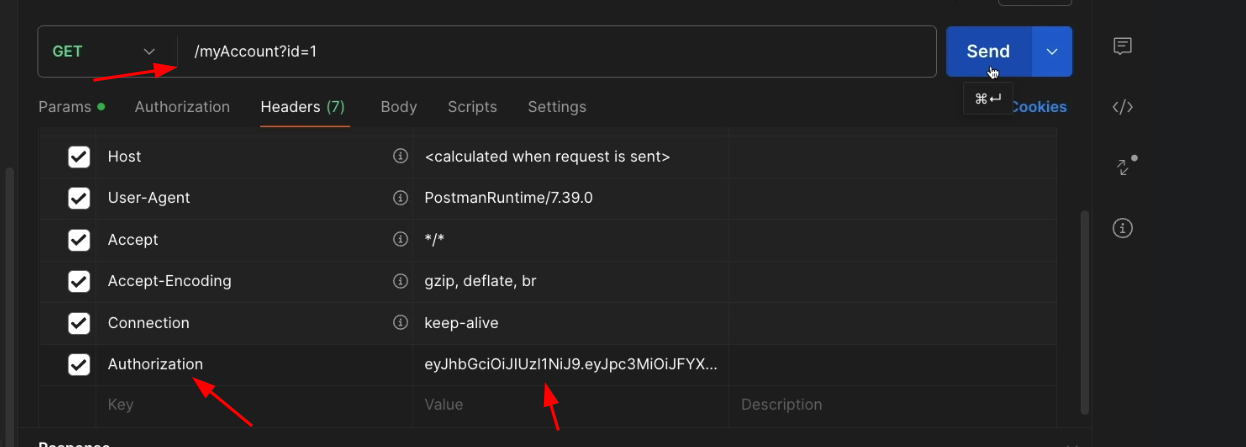 GET /myAccount?id=1 Send
Params Authorization Headers (7) Body Scripts Settings Cookies
⌘↵
Host <calculated when request is sent>
User-Agent PostmanRuntime/7.39.0
Accept */*
Accept-Encoding gzip, deflate, br
Connection keep-alive
Authorization eyJhbGciOiJIUzI1NiJ9.eyJpc3MiOiJFYX...
Key Value Description
Response